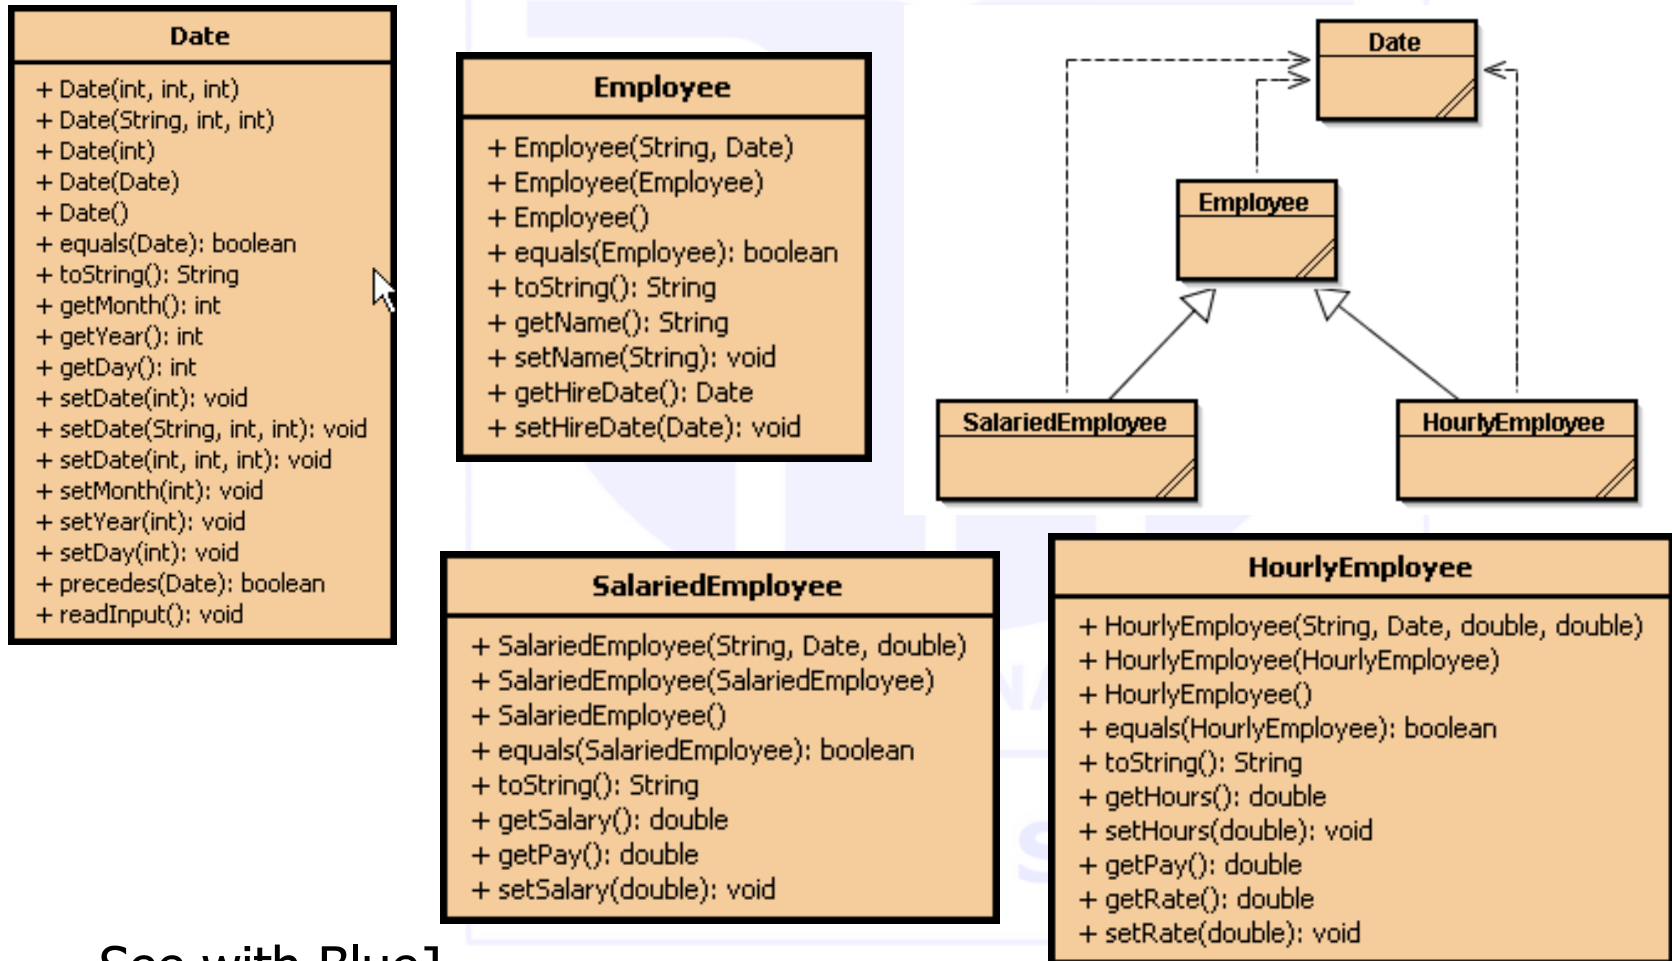 Date
+ Date(int, int, int)
+ Date(String, int, int)
+ Date(int)
+ Date(Date)
+ Date()
+ equals(Date): boolean
+ toString(): String
+ getMonth(): int
+ getYear(): int
+ getDay(): int
+ setDate(int): void
+ setDate(String, int, int): void
+ setDate(int, int, int): void
+ setMonth(int): void
+ setYear(int): void
+ setDay(int): void
+ precedes(Date): boolean
+ readInput(): void
Employee
+ Employee(String, Date)
+ Employee(Employee)
+ Employee()
+ equals(Employee): boolean
+ toString(): String
+ getName(): String
+ setName(String): void
+ getHireDate(): Date
+ setHireDate(Date): void
Date
Employee
SalariedEmployee
HourlyEmployee
SalariedEmployee
+ SalariedEmployee(String, Date, double)
+ SalariedEmployee(SalariedEmployee)
+ SalariedEmployee()
+ equals(SalariedEmployee): boolean
+ toString(): String
+ getSalary(): double
+ getPay(): double
+ setSalary(double): void
HourlyEmployee
+ HourlyEmployee(String, Date, double, double)
+ HourlyEmployee(HourlyEmployee)
+ HourlyEmployee()
+ equals(HourlyEmployee): boolean
+ toString(): String
+ getHours(): double
+ setHours(double): void
+ getPay(): double
+ getRate(): double
+ setRate(double): void
See with BlueJ